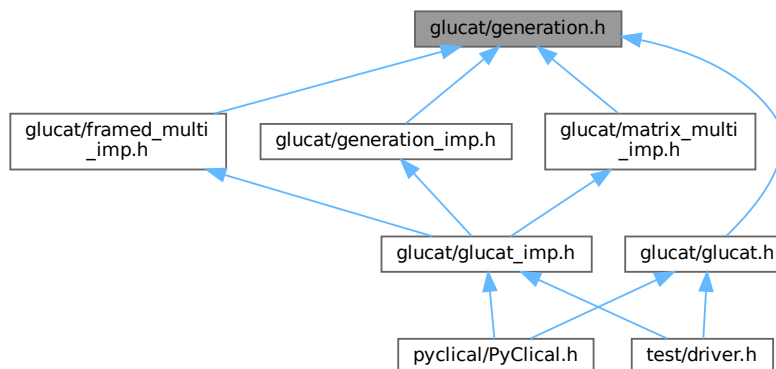 glucat/generation.h
glucat/framed_multi
_imp.h
glucat/generation_imp.h
glucat/matrix_multi
_imp.h
glucat/glucat_imp.h
glucat/glucat.h
pyclical/PyClical.h
test/driver.h